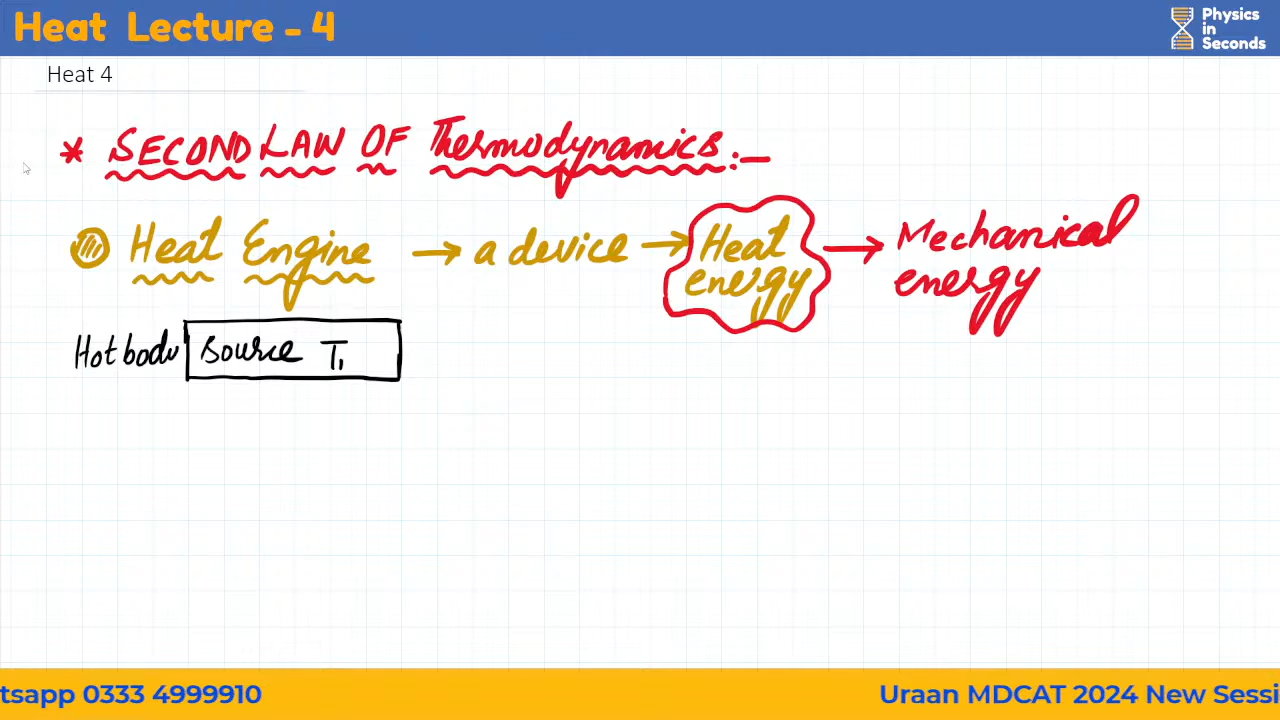 Heat Lecture - 4
Physics
in
Seconds
Heat 4
* SECOND LAW OF Thermodynamics :-
Heat Engine → a device → Heat energy → Mechanical energy
Hot body Source T₁
tsapp 0333 4999910 Uraan MDCAT 2024 New Sessi